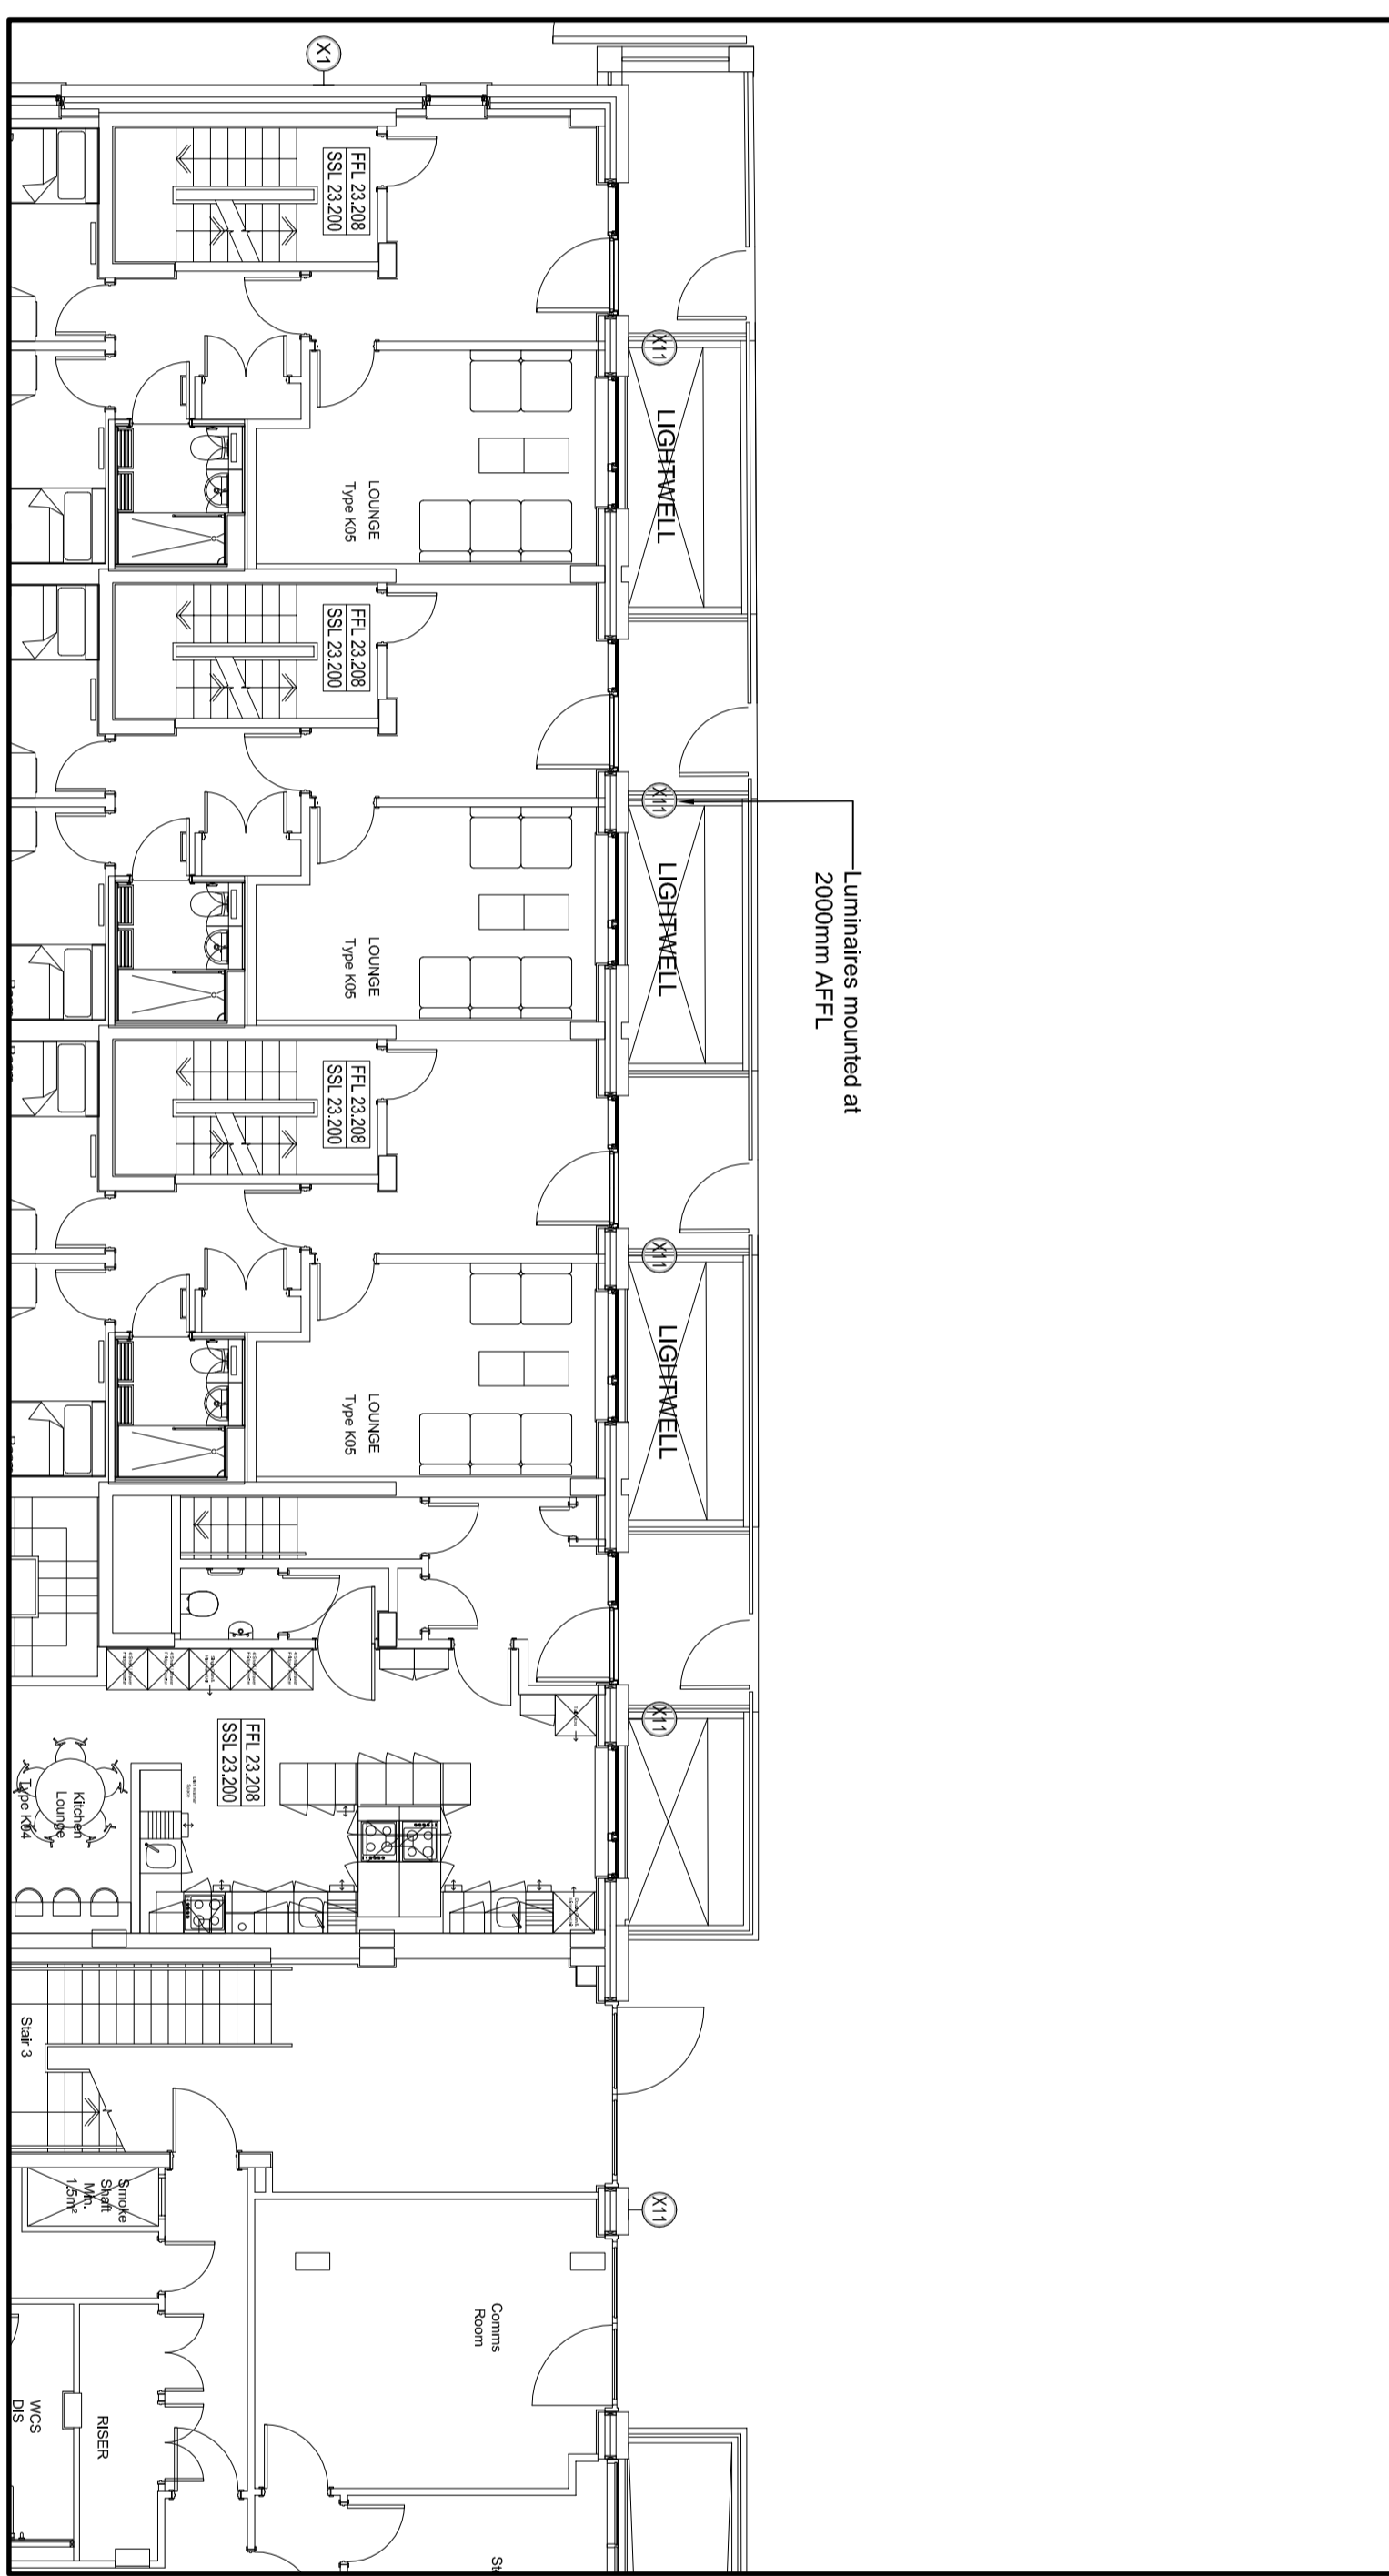 X1
FFL 23.208
SSL 23.200
X11
LIGHTWELL
LOUNGE
Type K05
FFL 23.208
SSL 23.200
X11
Luminaires mounted at
2000mm AFFL
LIGHTWELL
LOUNGE
Type K05
FFL 23.208
SSL 23.200
X11
LIGHTWELL
LOUNGE
Type K05
X11
FFL 23.208
SSL 23.200
Kitchen
Lounge
Type K04
Stair 3
X11
Smoke
Shaft
Min.
1.5m²
Comms
Room
RISER
WCS
DIS